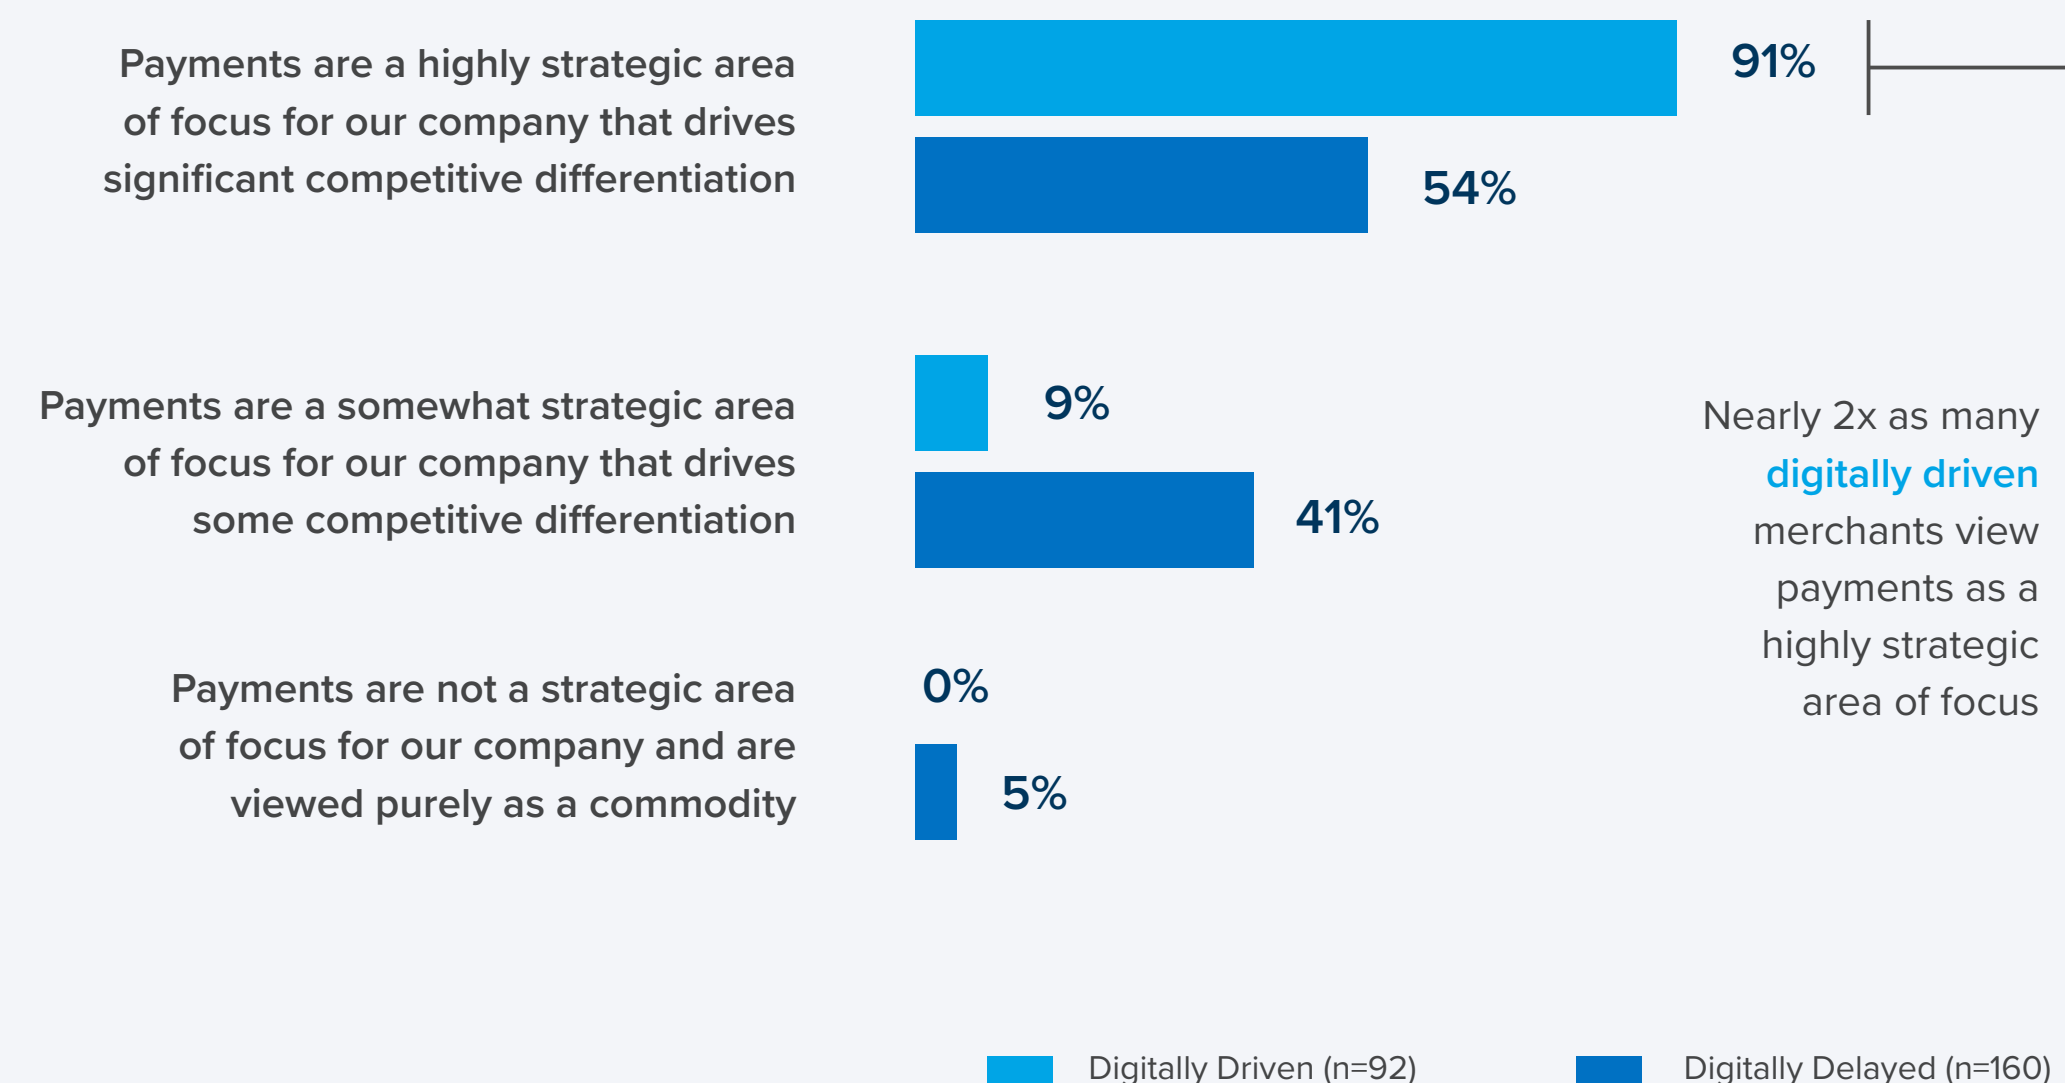 Payments are a highly strategic area
of focus for our company that drives
significant competitive differentiation
91%
54%
Payments are a somewhat strategic area
of focus for our company that drives
some competitive differentiation
9%
41%
Payments are not a strategic area
of focus for our company and are
viewed purely as a commodity
0%
5%
Nearly 2x as many
digitally driven
merchants view
payments as a
highly strategic
area of focus
Digitally Driven (n=92)
Digitally Delayed (n=160)